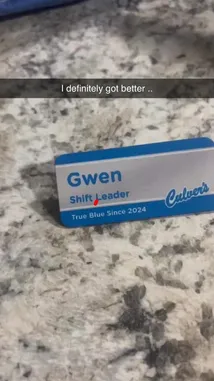 I definitely got better ..
Gwen
Shift Leader
Culver's
True Blue Since 2024